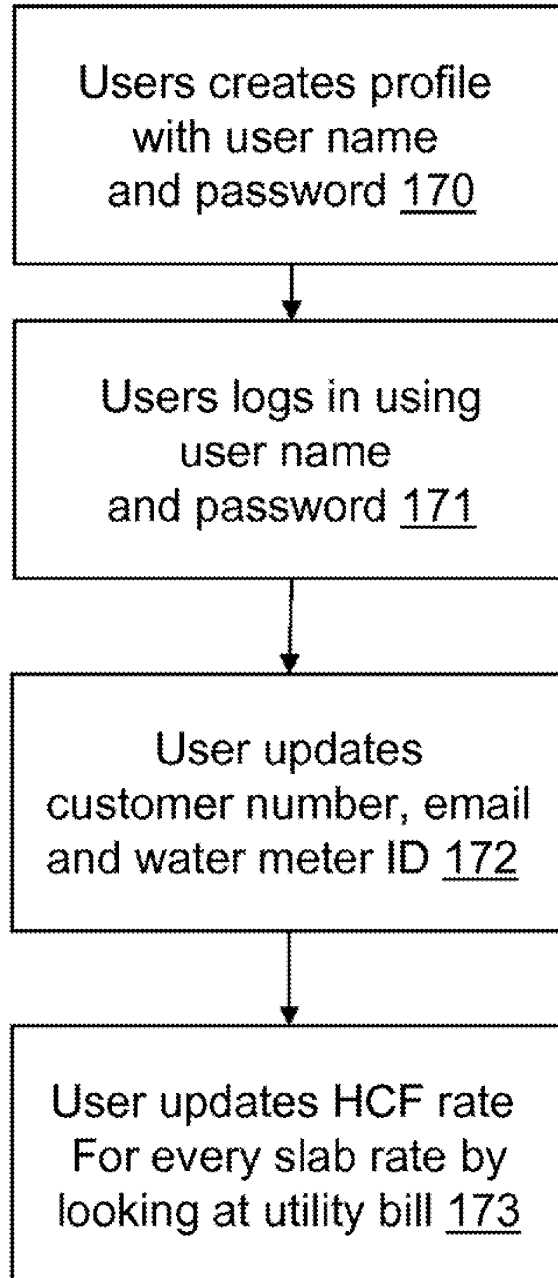 Users creates profile
with user name
and password 170
Users logs in using
user name
and password 171
User updates
customer number, email
and water meter ID 172
User updates HCF rate
For every slab rate by
looking at utility bill 173